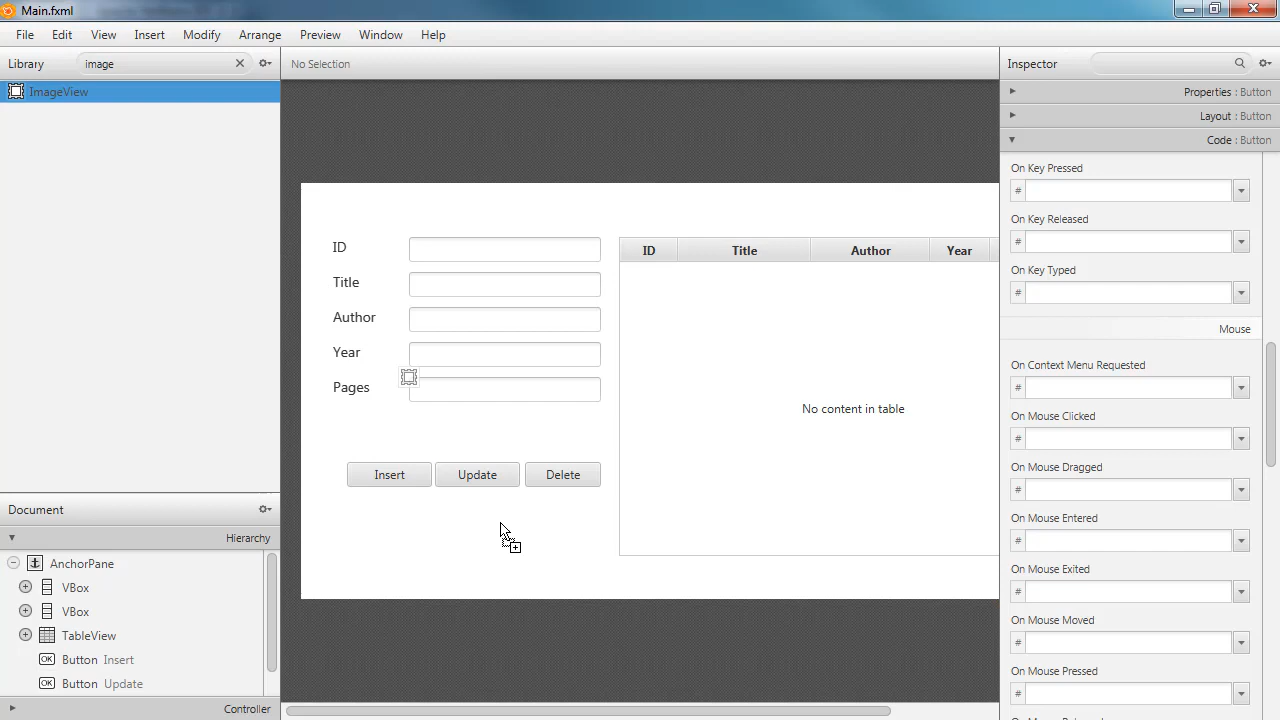 Main.fxml
File Edit View Insert Modify Arrange Preview Window Help
Library image
No Selection
Inspector
ImageView
Properties : Button
Layout : Button
Code : Button
On Key Pressed
#
On Key Released
#
On Key Typed
#
Mouse
On Context Menu Requested
#
On Mouse Clicked
#
On Mouse Dragged
#
On Mouse Entered
#
On Mouse Exited
#
On Mouse Moved
#
On Mouse Pressed
#
ID
Title
Author
Year
Pages
Insert Update Delete
ID Title Author Year
No content in table
Document
Hierarchy
AnchorPane
VBox
VBox
TableView
OK Button Insert
OK Button Update
Controller